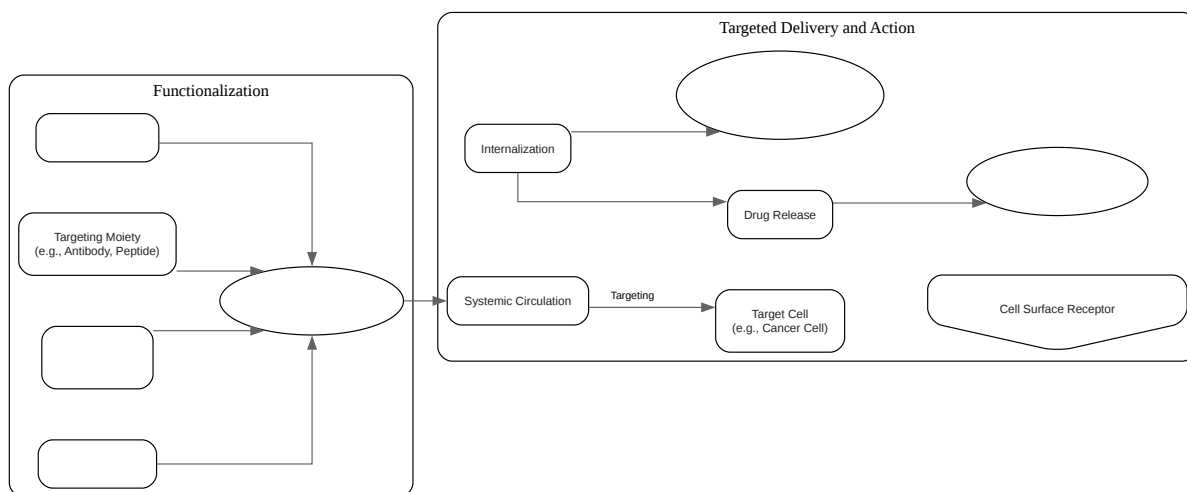 Targeted Delivery and Action
Functionalization
Internalization
Targeting Moiety
(e.g., Antibody, Peptide)
Drug Release
Systemic Circulation
Targeting
Target Cell
(e.g., Cancer Cell)
Cell Surface Receptor